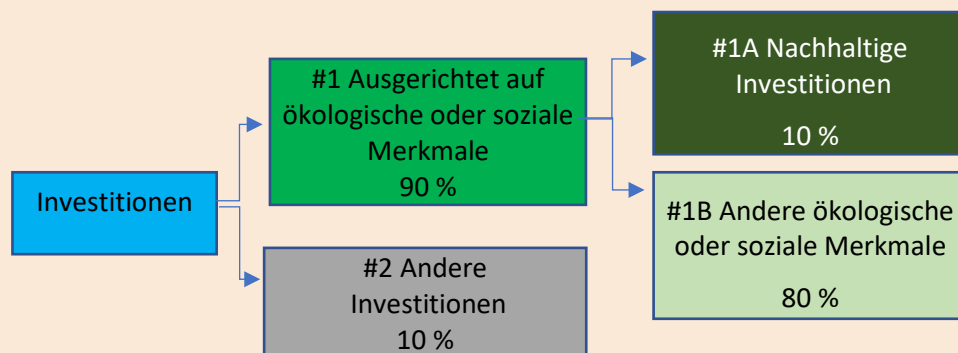 Investitionen
#1 Ausgerichtet auf
ökologische oder soziale
Merkmale
90 %
#2 Andere
Investitionen
10 %
#1A Nachhaltige
Investitionen
10 %
#1B Andere ökologische
oder soziale Merkmale
80 %